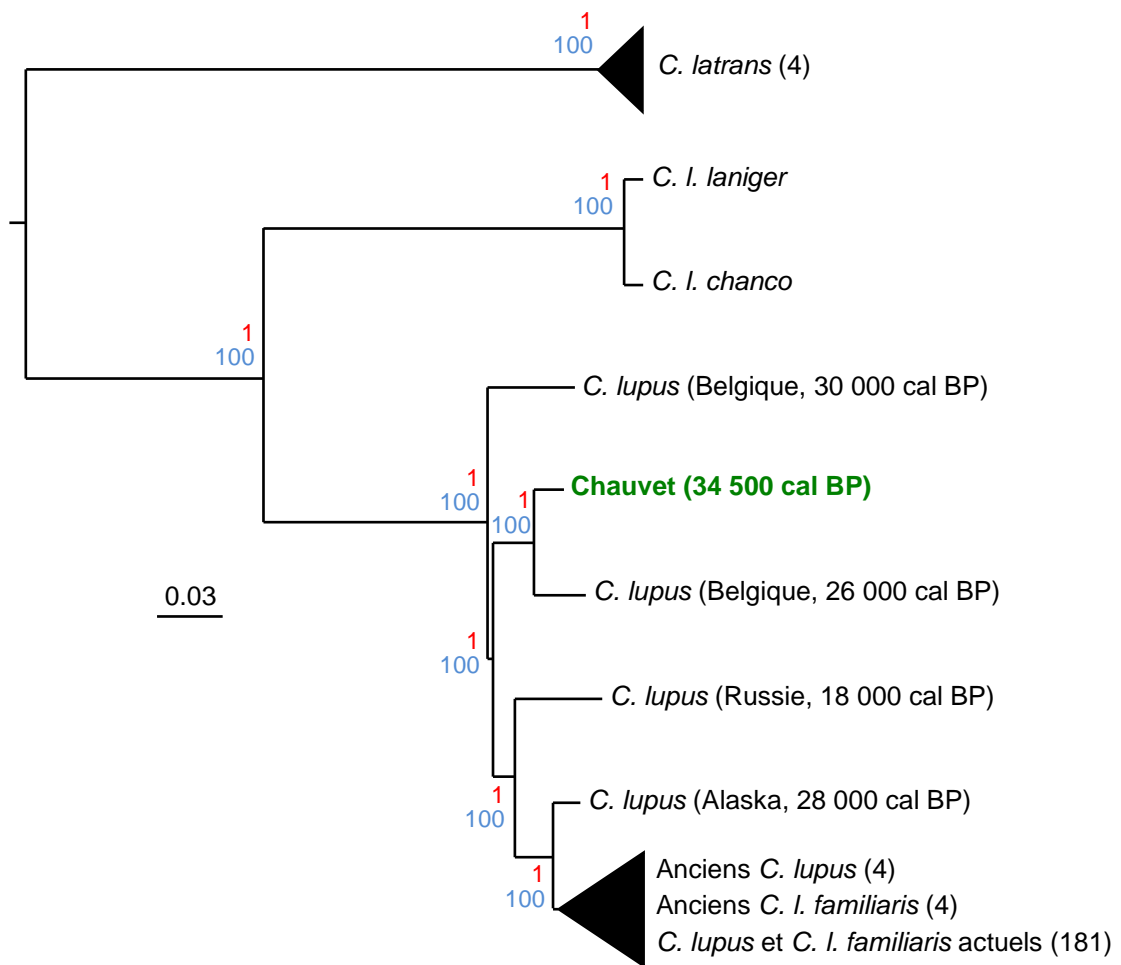 1
100
C. latrans (4)
1
100
C. l. laniger
C. l. chanco
1
100
C. lupus (Belgique, 30 000 cal BP)
1
100
1
100
Chauvet (34 500 cal BP)
C. lupus (Belgique, 26 000 cal BP)
0.03
1
100
C. lupus (Russie, 18 000 cal BP)
1
100
C. lupus (Alaska, 28 000 cal BP)
1
100
Anciens C. lupus (4)
Anciens C. l. familiaris (4)
C. lupus et C. l. familiaris actuels (181)